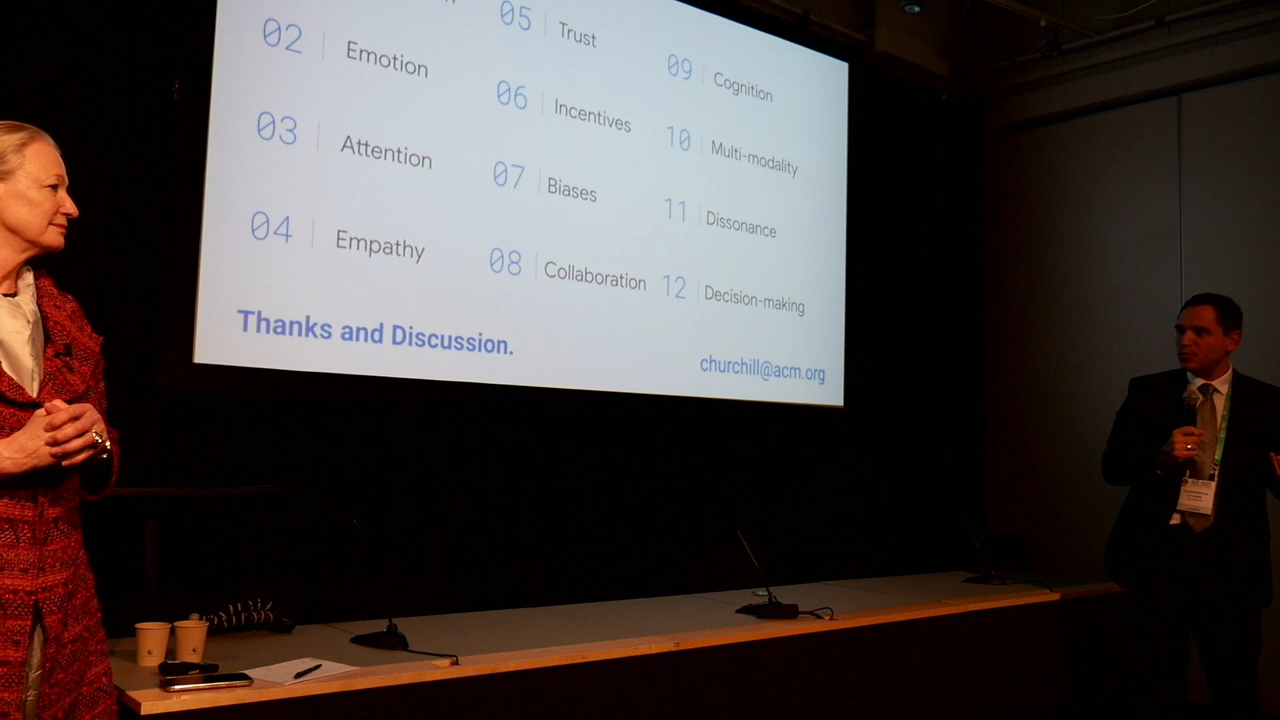 02 Emotion
03 Attention
04 Empathy
05 Trust
06 Incentives
07 Biases
08 Collaboration
09 Cognition
10 Multi-modality
11 Dissonance
12 Decision-making
Thanks and Discussion.
churchill@acm.org